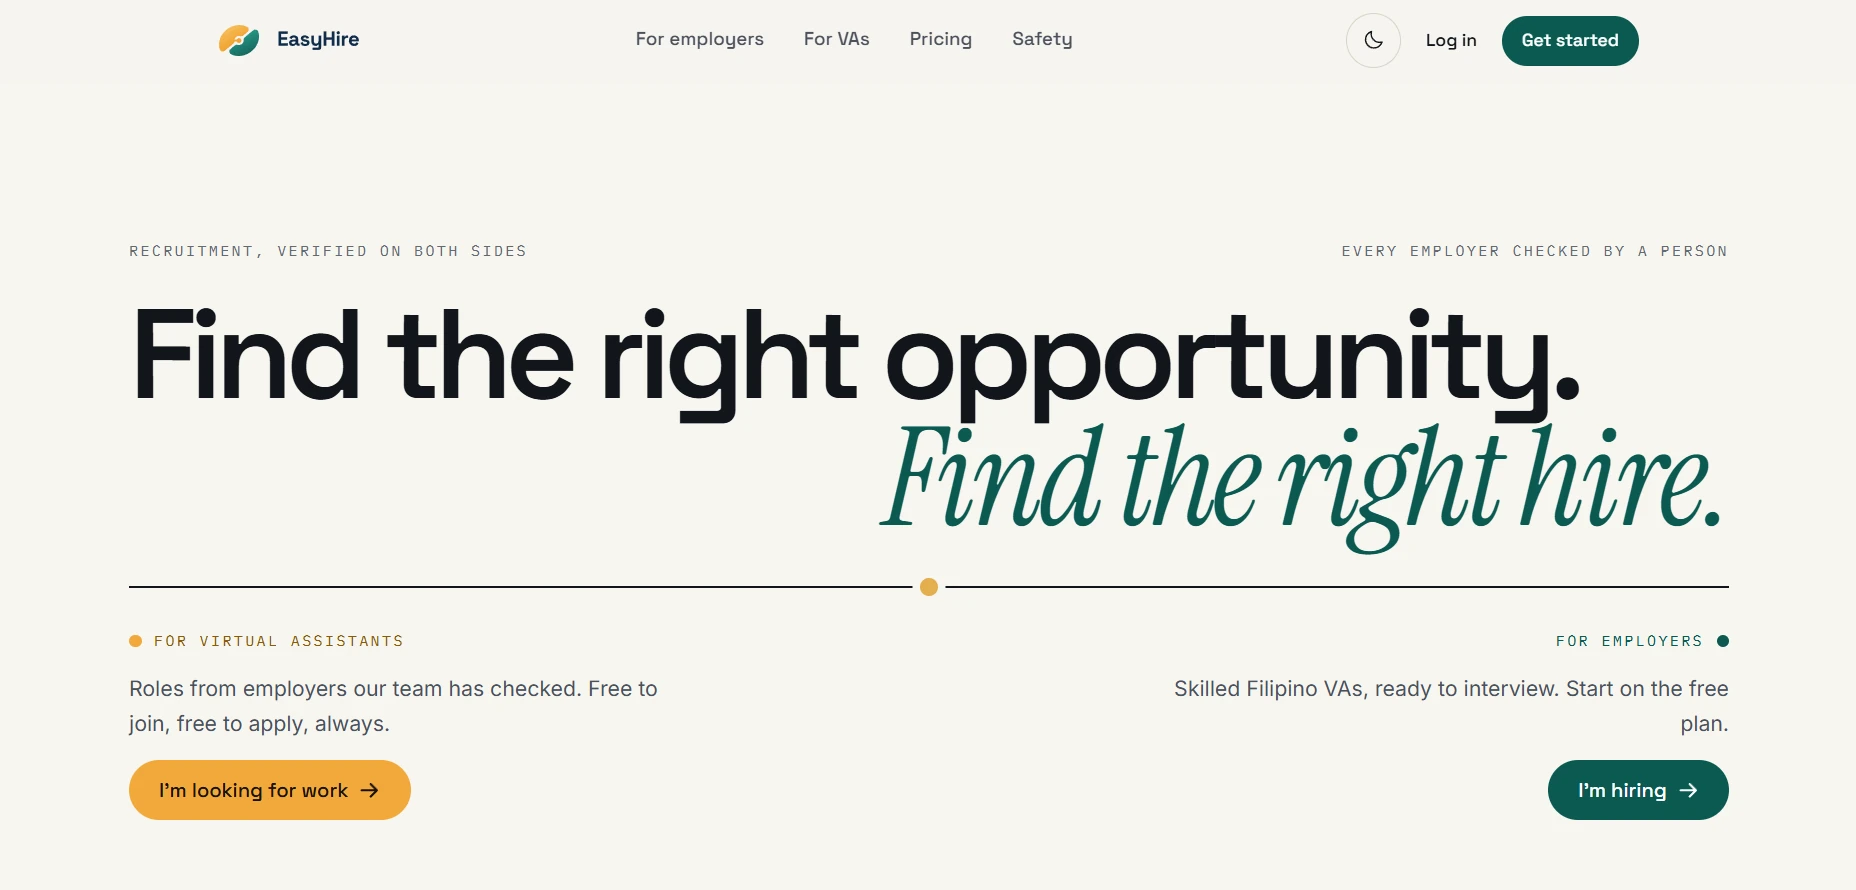 EasyHire
For employers
For VAs
Pricing
Safety
Log in
Get started
RECRUITMENT, VERIFIED ON BOTH SIDES
EVERY EMPLOYER CHECKED BY A PERSON
Find the right opportunity.
Find the right hire.
FOR VIRTUAL ASSISTANTS
Roles from employers our team has checked. Free to
join, free to apply, always.
I'm looking for work →
FOR EMPLOYERS
Skilled Filipino VAs, ready to interview. Start on the free
plan.
I'm hiring →